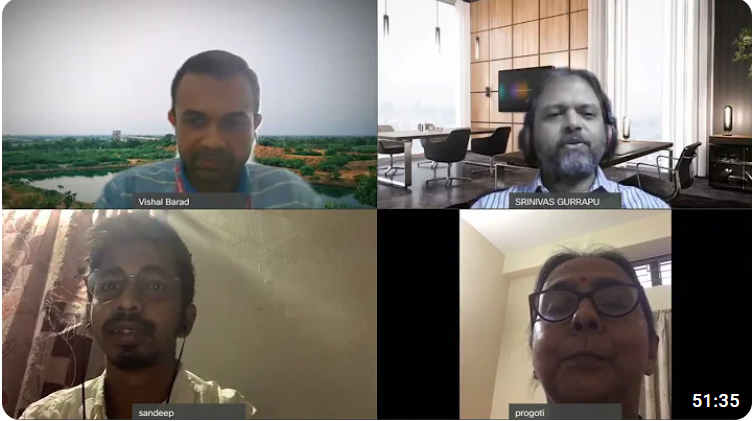 Vishal Barad
SRINIVAS GURRAPU
sandeep
progoti
51:35